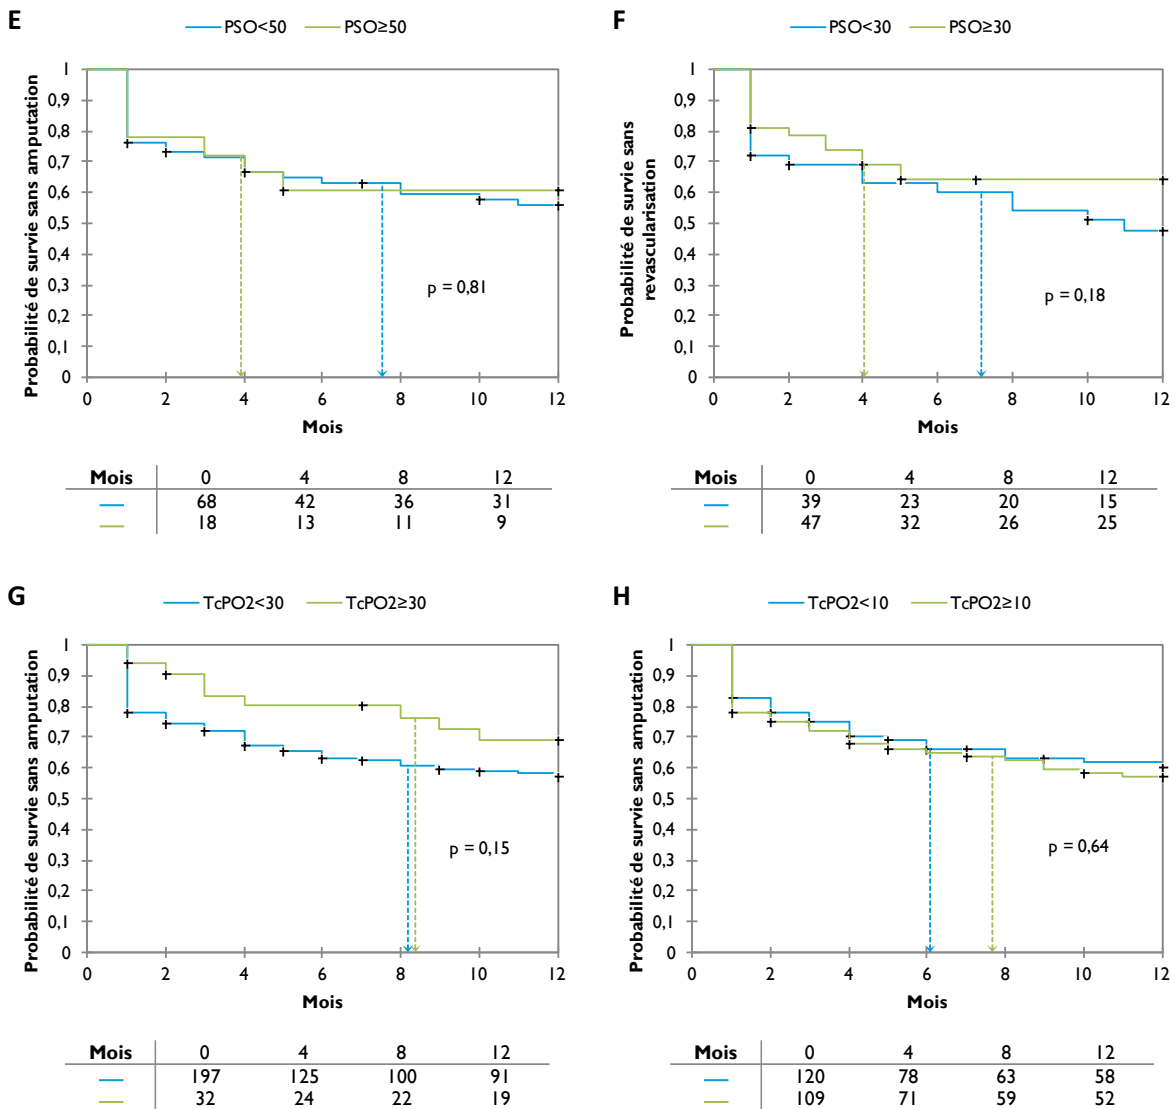 E
PSO<50 PSO≥50
Probabilité de survie sans amputation
1
0,9
0,8
0,7
0,6
0,5
0,4
0,3
0,2
0,1
0
p = 0,81
0 2 4 6 8 10 12
Mois
Mois 0 4 8 12
68 42 36 31
18 13 11 9
F
PSO<30 PSO≥30
Probabilité de survie sans
revascularisation
1
0,9
0,8
0,7
0,6
0,5
0,4
0,3
0,2
0,1
0
p = 0,18
0 2 4 6 8 10 12
Mois
Mois 0 4 8 12
39 23 20 15
47 32 26 25
G
TcPO2<30 TcPO2≥30
Probabilité de survie sans amputation
1
0,9
0,8
0,7
0,6
0,5
0,4
0,3
0,2
0,1
0
p = 0,15
0 2 4 6 8 10 12
Mois
Mois 0 4 8 12
197 125 100 91
32 24 22 19
H
TcPO2<10 TcPO2≥10
Probabilité de survie sans amputation
1
0,9
0,8
0,7
0,6
0,5
0,4
0,3
0,2
0,1
0
p = 0,64
0 2 4 6 8 10 12
Mois
Mois 0 4 8 12
120 78 63 58
109 71 59 52